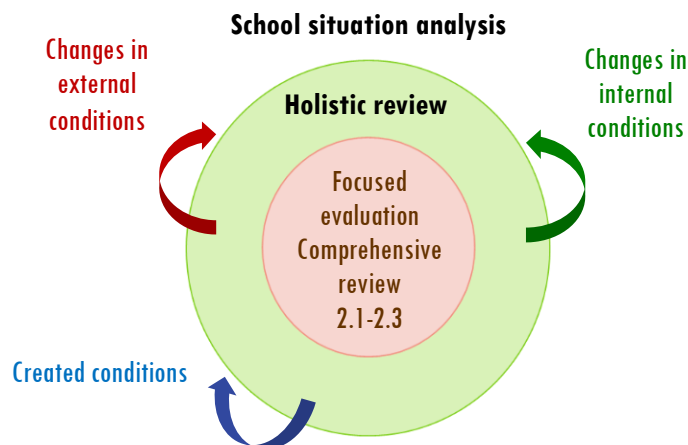 School situation analysis
Changes in
external
conditions
Changes in
internal
conditions
Holistic review
Focused
evaluation
Comprehensive
review
2.1-2.3
Created conditions